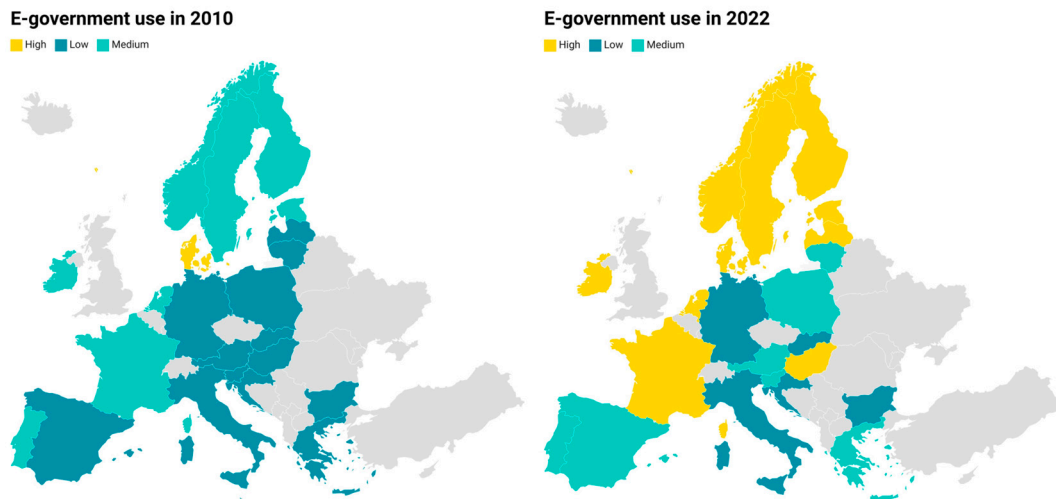 E-government use in 2010
High Low Medium
E-government use in 2022
High Low Medium